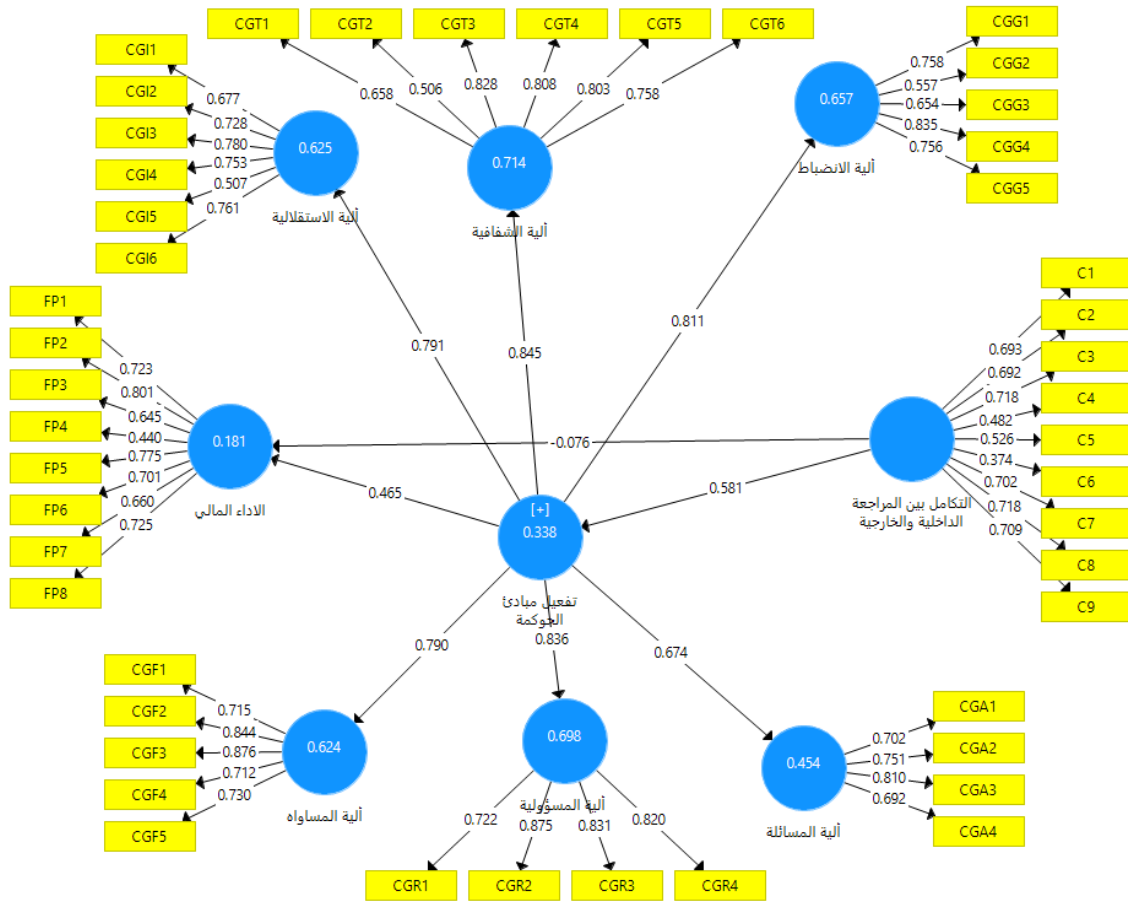 CGT1
CGT2
CGT3
CGT4
CGT5
CGT6
0.658
0.506
0.828
0.808
0.803
0.758
0.714
ألية الشفافية
CGI1
CGI2
CGI3
CGI4
CGI5
CGI6
0.677
0.728
0.780
0.753
0.507
0.761
0.625
ألية الاستقلالية
CGG1
CGG2
CGG3
CGG4
CGG5
0.758
0.557
0.654
0.835
0.756
0.657
ألية الانضباط
0.791
0.845
0.811
FP1
FP2
FP3
FP4
FP5
FP6
FP7
FP8
0.723
0.801
0.645
0.440
0.775
0.701
0.660
0.725
0.181
الاداء المالي
-0.076
0.465
0.581
C1
C2
C3
C4
C5
C6
C7
C8
C9
0.693
0.692
0.718
0.482
0.526
0.374
0.702
0.718
0.709
التكامل بين المراجعة
الداخلية والخارجية
[+]
0.338
تفعيل مبادئ
الحوكمة
0.790
0.836
0.674
CGF1
CGF2
CGF3
CGF4
CGF5
0.715
0.844
0.876
0.712
0.730
0.624
ألية المساواه
0.698
ألية المسؤولية
0.722
0.875
0.831
0.820
CGR1
CGR2
CGR3
CGR4
0.454
ألية المسائلة
0.702
0.751
0.810
0.692
CGA1
CGA2
CGA3
CGA4